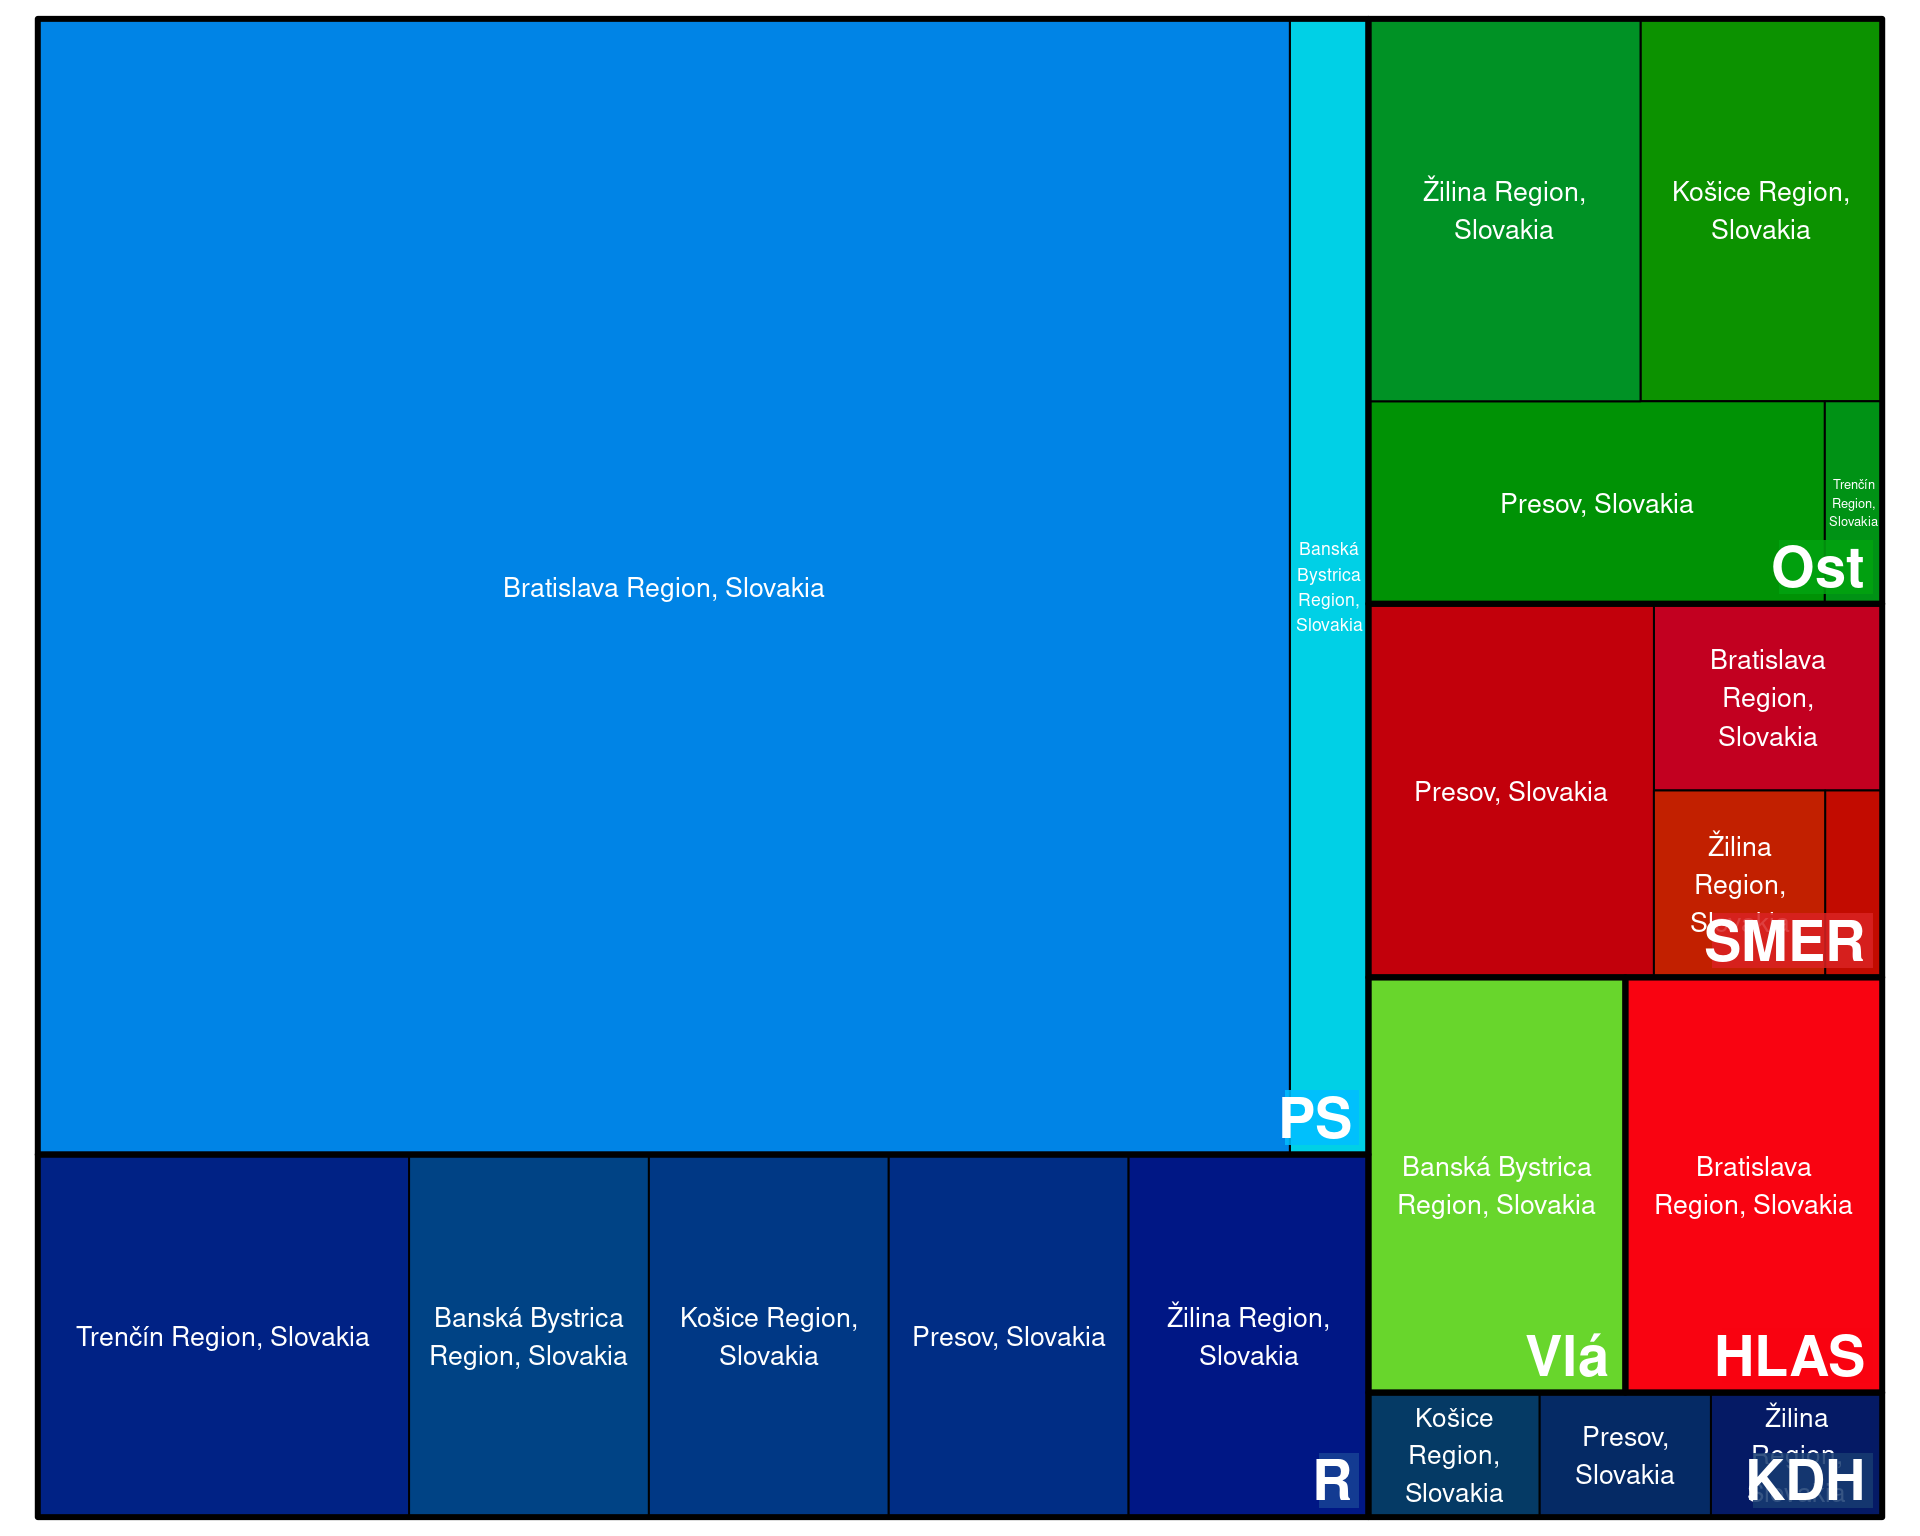 Bratislava Region, Slovakia
Banská
Bystrica
Region,
Slovakia
PS
Trenčín Region, Slovakia
Banská Bystrica
Region, Slovakia
Košice Region,
Slovakia
Presov, Slovakia
Žilina Region,
Slovakia
R
Žilina Region,
Slovakia
Košice Region,
Slovakia
Presov, Slovakia
Trenčín
Region,
Slovakia
Ost
Presov, Slovakia
Bratislava
Region,
Slovakia
Žilina
Region,
Slovakia
SMER
Banská Bystrica
Region, Slovakia
Vlá
Bratislava
Region, Slovakia
HLAS
Košice
Region,
Slovakia
Presov,
Slovakia
Žilina
Region,
Slovakia
KDH